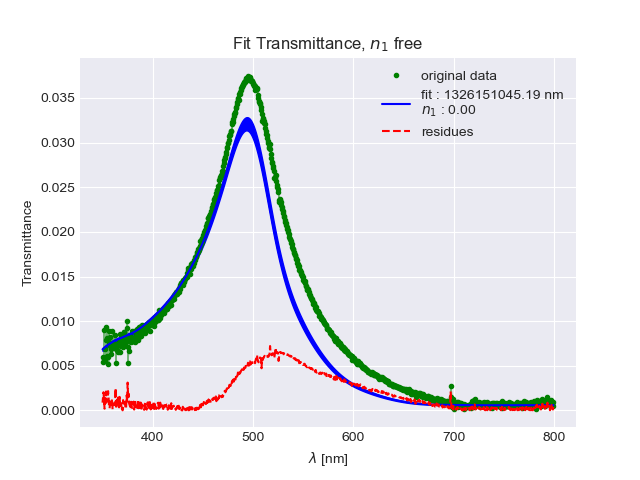 Fit Transmittance, n₁ free
original data
fit : 1326151045.19 nm
n₁ : 0.00
residues
Transmittance
0.035
0.030
0.025
0.020
0.015
0.010
0.005
0.000
400
500
600
700
800
λ [nm]